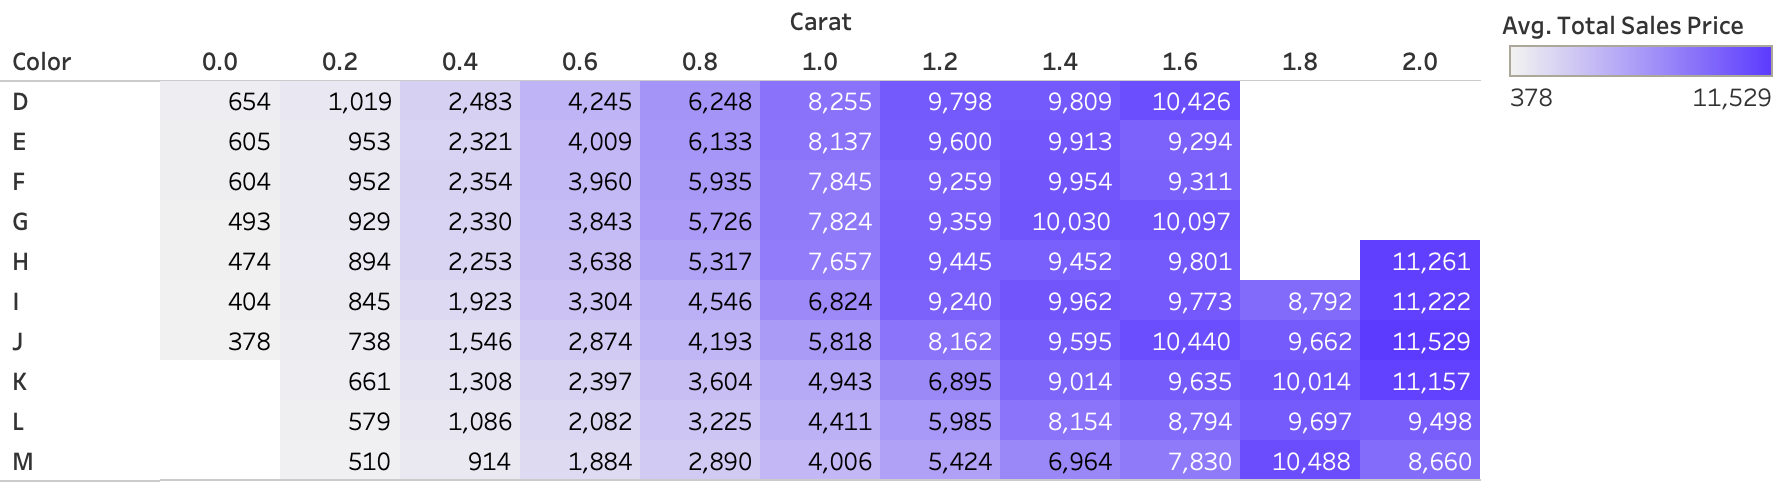 Carat
Avg. Total Sales Price
Color 0.0 0.2 0.4 0.6 0.8 1.0 1.2 1.4 1.6 1.8 2.0
378 11,529
D 654 1,019 2,483 4,245 6,248 8,255 9,798 9,809 10,426
E 605 953 2,321 4,009 6,133 8,137 9,600 9,913 9,294
F 604 952 2,354 3,960 5,935 7,845 9,259 9,954 9,311
G 493 929 2,330 3,843 5,726 7,824 9,359 10,030 10,097
H 474 894 2,253 3,638 5,317 7,657 9,445 9,452 9,801 11,261
I 404 845 1,923 3,304 4,546 6,824 9,240 9,962 9,773 8,792 11,222
J 378 738 1,546 2,874 4,193 5,818 8,162 9,595 10,440 9,662 11,529
K 661 1,308 2,397 3,604 4,943 6,895 9,014 9,635 10,014 11,157
L 579 1,086 2,082 3,225 4,411 5,985 8,154 8,794 9,697 9,498
M 510 914 1,884 2,890 4,006 5,424 6,964 7,830 10,488 8,660